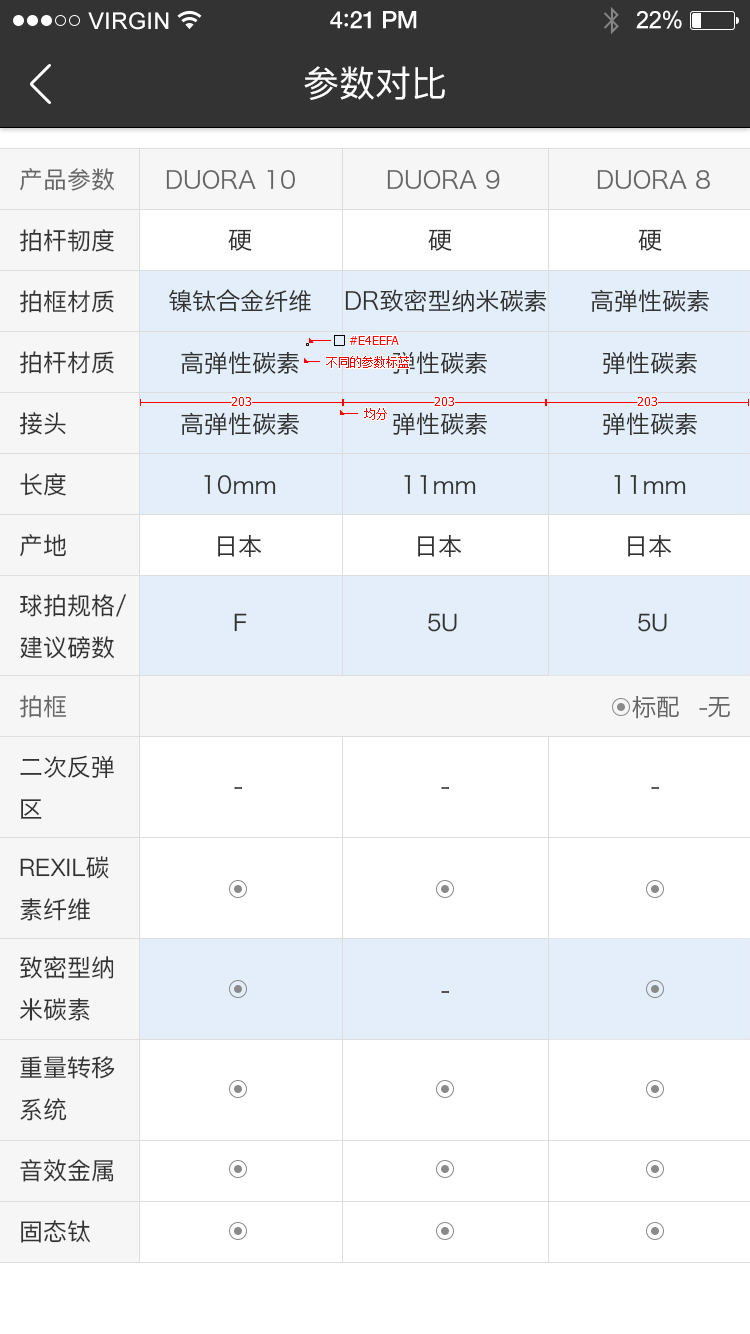 VIRGIN 4:21 PM 22%
参数对比
产品参数 DUORA 10 DUORA 9 DUORA 8
拍杆韧度 硬 硬 硬
拍框材质 镍钛合金纤维 DR致密型纳米碳素 高弹性碳素
#E4EEFA
拍杆材质 高弹性碳素 不同的参数标蓝 弹性碳素 弹性碳素
203 203 203
均分
接头 高弹性碳素 弹性碳素 弹性碳素
长度 10mm 11mm 11mm
产地 日本 日本 日本
球拍规格/
建议磅数 F 5U 5U
拍框 ◉标配 -无
二次反弹
区 - - -
REXIL碳
素纤维 ◉ ◉ ◉
致密型纳
米碳素 ◉ - ◉
重量转移
系统 ◉ ◉ ◉
音效金属 ◉ ◉ ◉
固态钛 ◉ ◉ ◉